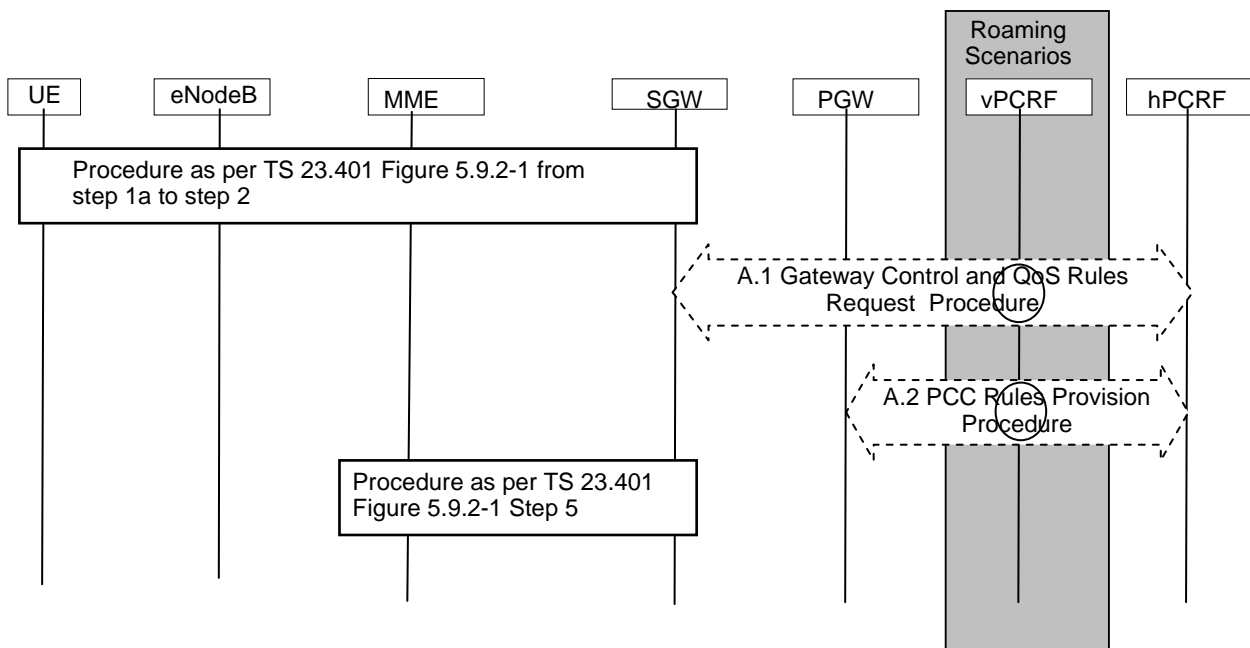 Roaming
Scenarios
UE
eNodeB
MME
SGW
PGW
vPCRF
hPCRF
Procedure as per TS 23.401 Figure 5.9.2-1 from
step 1a to step 2
A.1 Gateway Control and QoS Rules
Request Procedure
A.2 PCC Rules Provision
Procedure
Procedure as per TS 23.401
Figure 5.9.2-1 Step 5